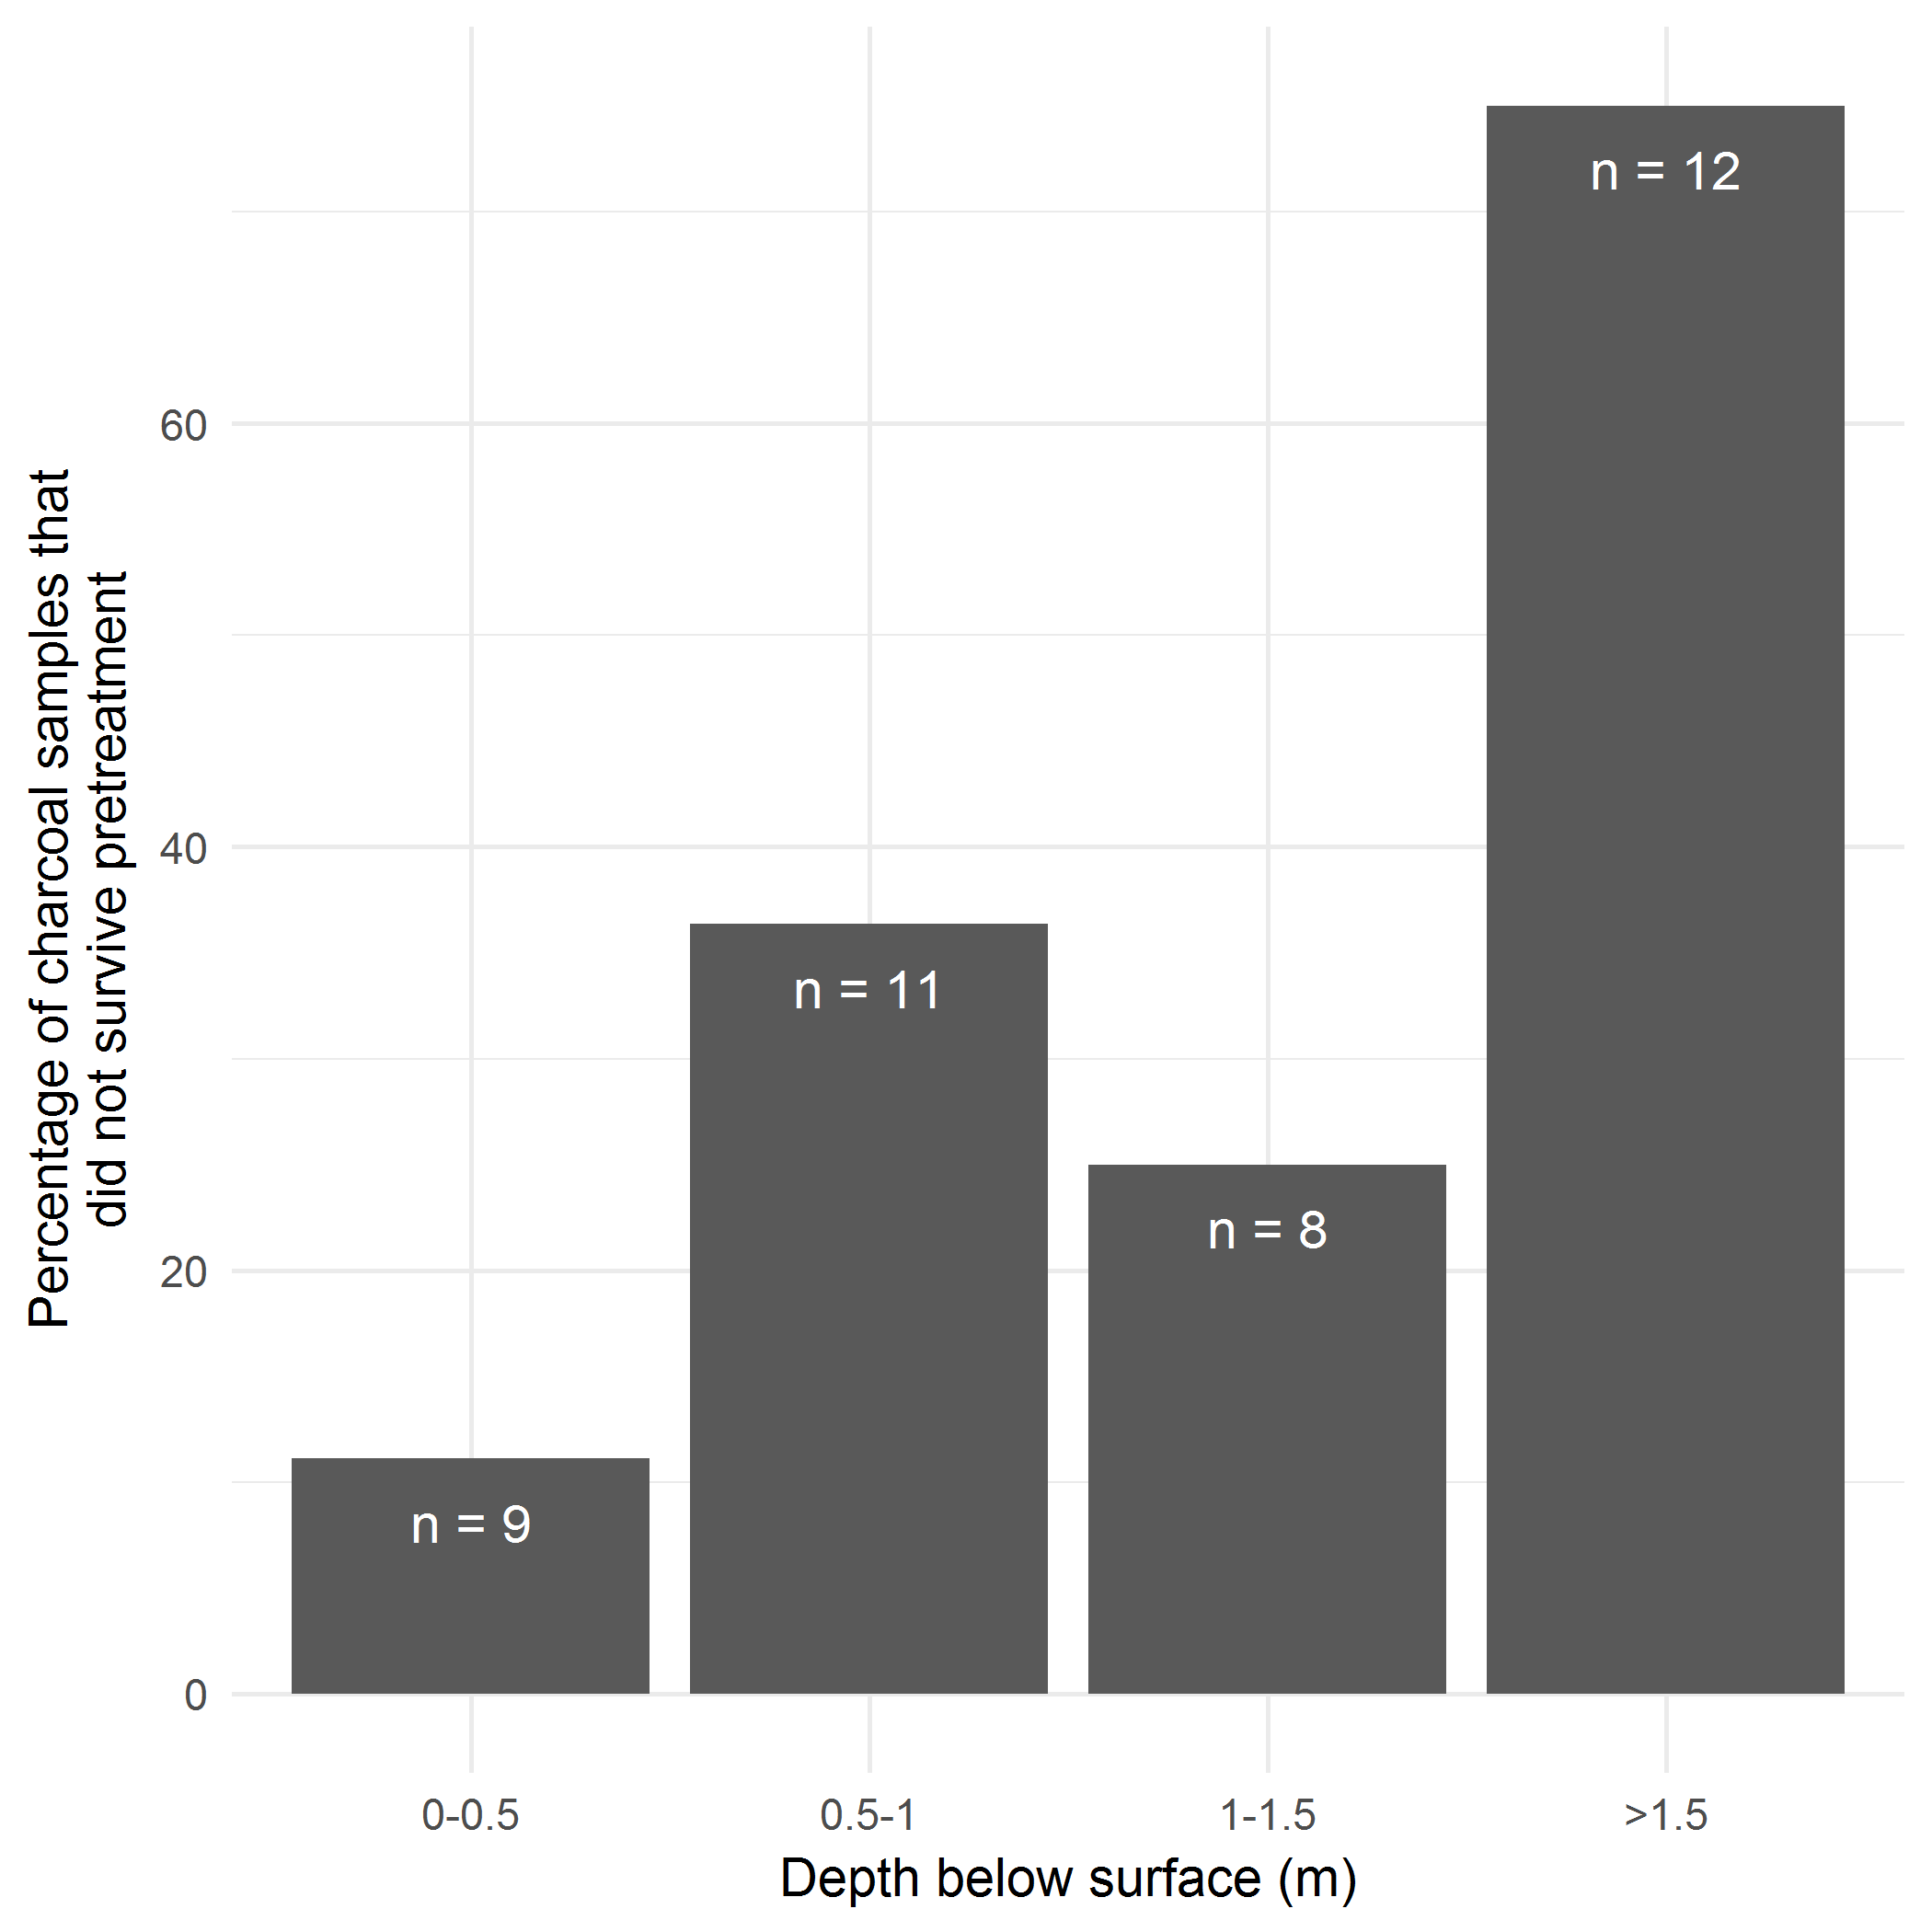 Percentage of charcoal samples that
did not survive pretreatment
60
40
20
0
n = 9
n = 11
n = 8
n = 12
0-0.5
0.5-1
1-1.5
>1.5
Depth below surface (m)